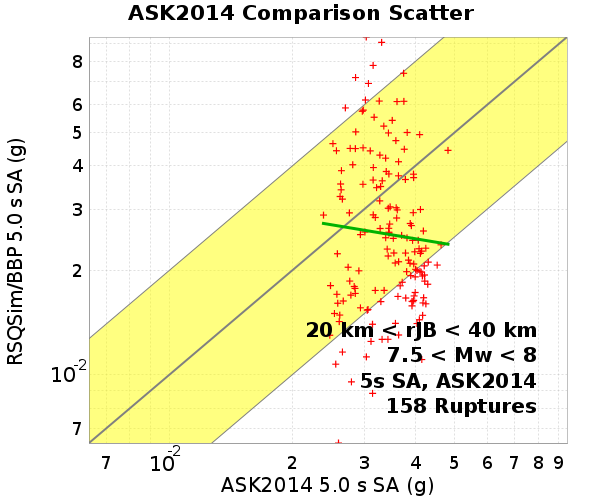 ASK2014 Comparison Scatter
RSQSim/BBP 5.0 s SA (g)
8
6
5
4
3
2
10-2
7
20 km < rJB < 40 km
7.5 < Mw < 8
5s SA, ASK2014
158 Ruptures
7 10-2 2 3 4 5 6 7 8 9
ASK2014 5.0 s SA (g)